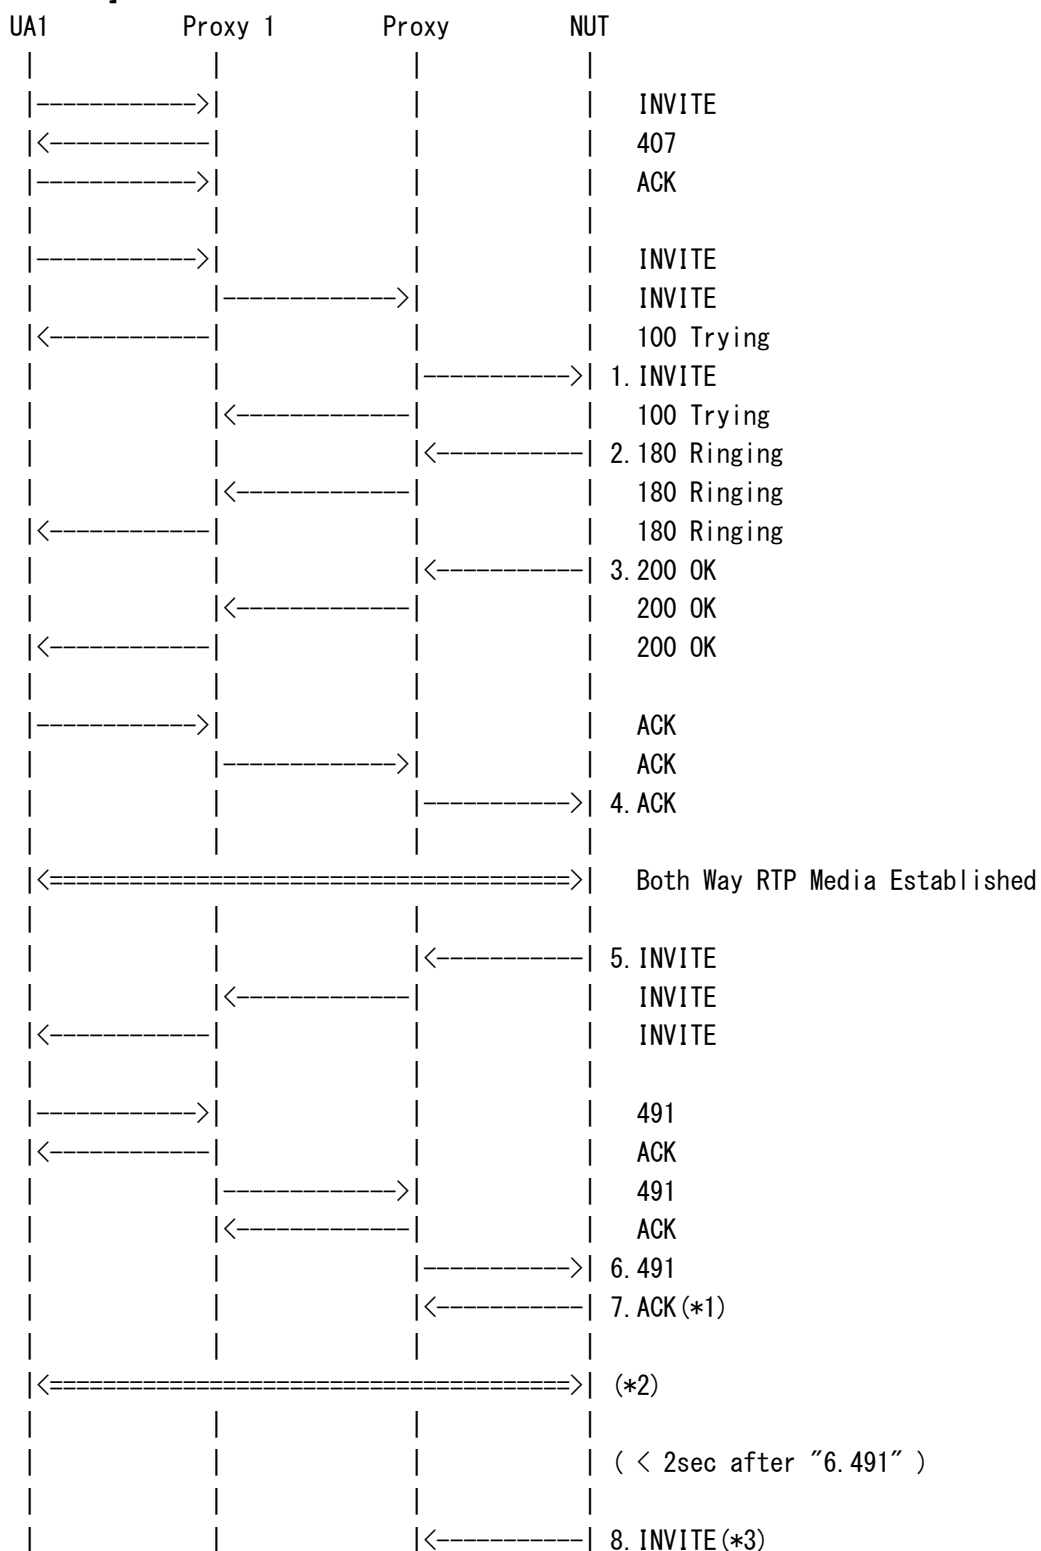 UA1 Proxy 1 Proxy NUT
INVITE
407
ACK
INVITE
INVITE
100 Trying
1. INVITE
100 Trying
2. 180 Ringing
180 Ringing
180 Ringing
3. 200 OK
200 OK
200 OK
ACK
ACK
4. ACK
Both Way RTP Media Established
5. INVITE
INVITE
INVITE
491
ACK
491
ACK
6. 491
7. ACK(*1)
(*2)
( < 2sec after "6.491" )
8. INVITE(*3)